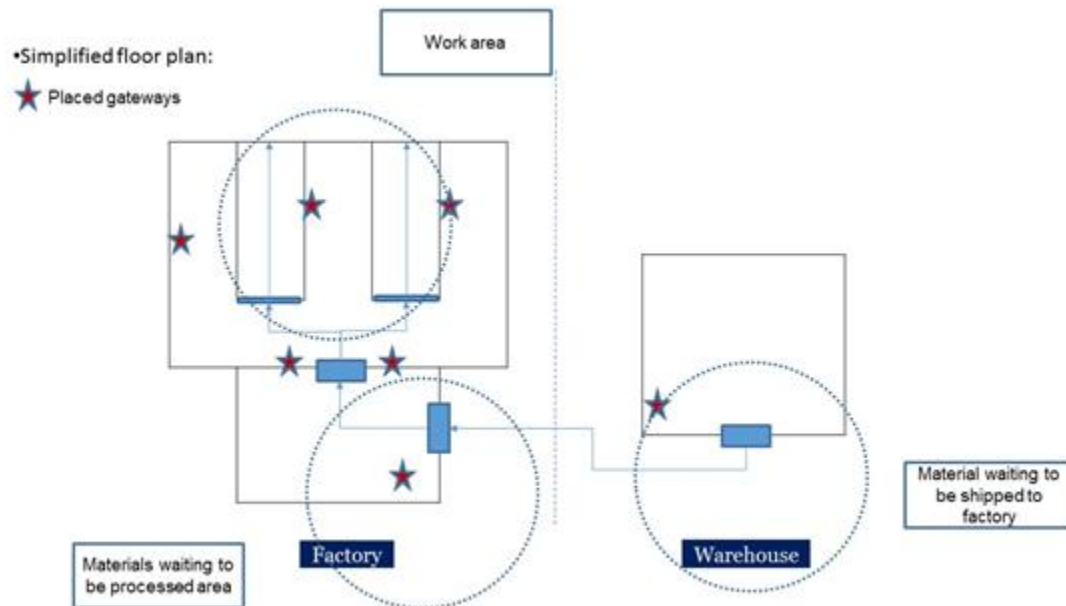 Work area
•Simplified floor plan:
Placed gateways
Material waiting to
be shipped to
factory
Factory
Warehouse
Materials waiting to
be processed area